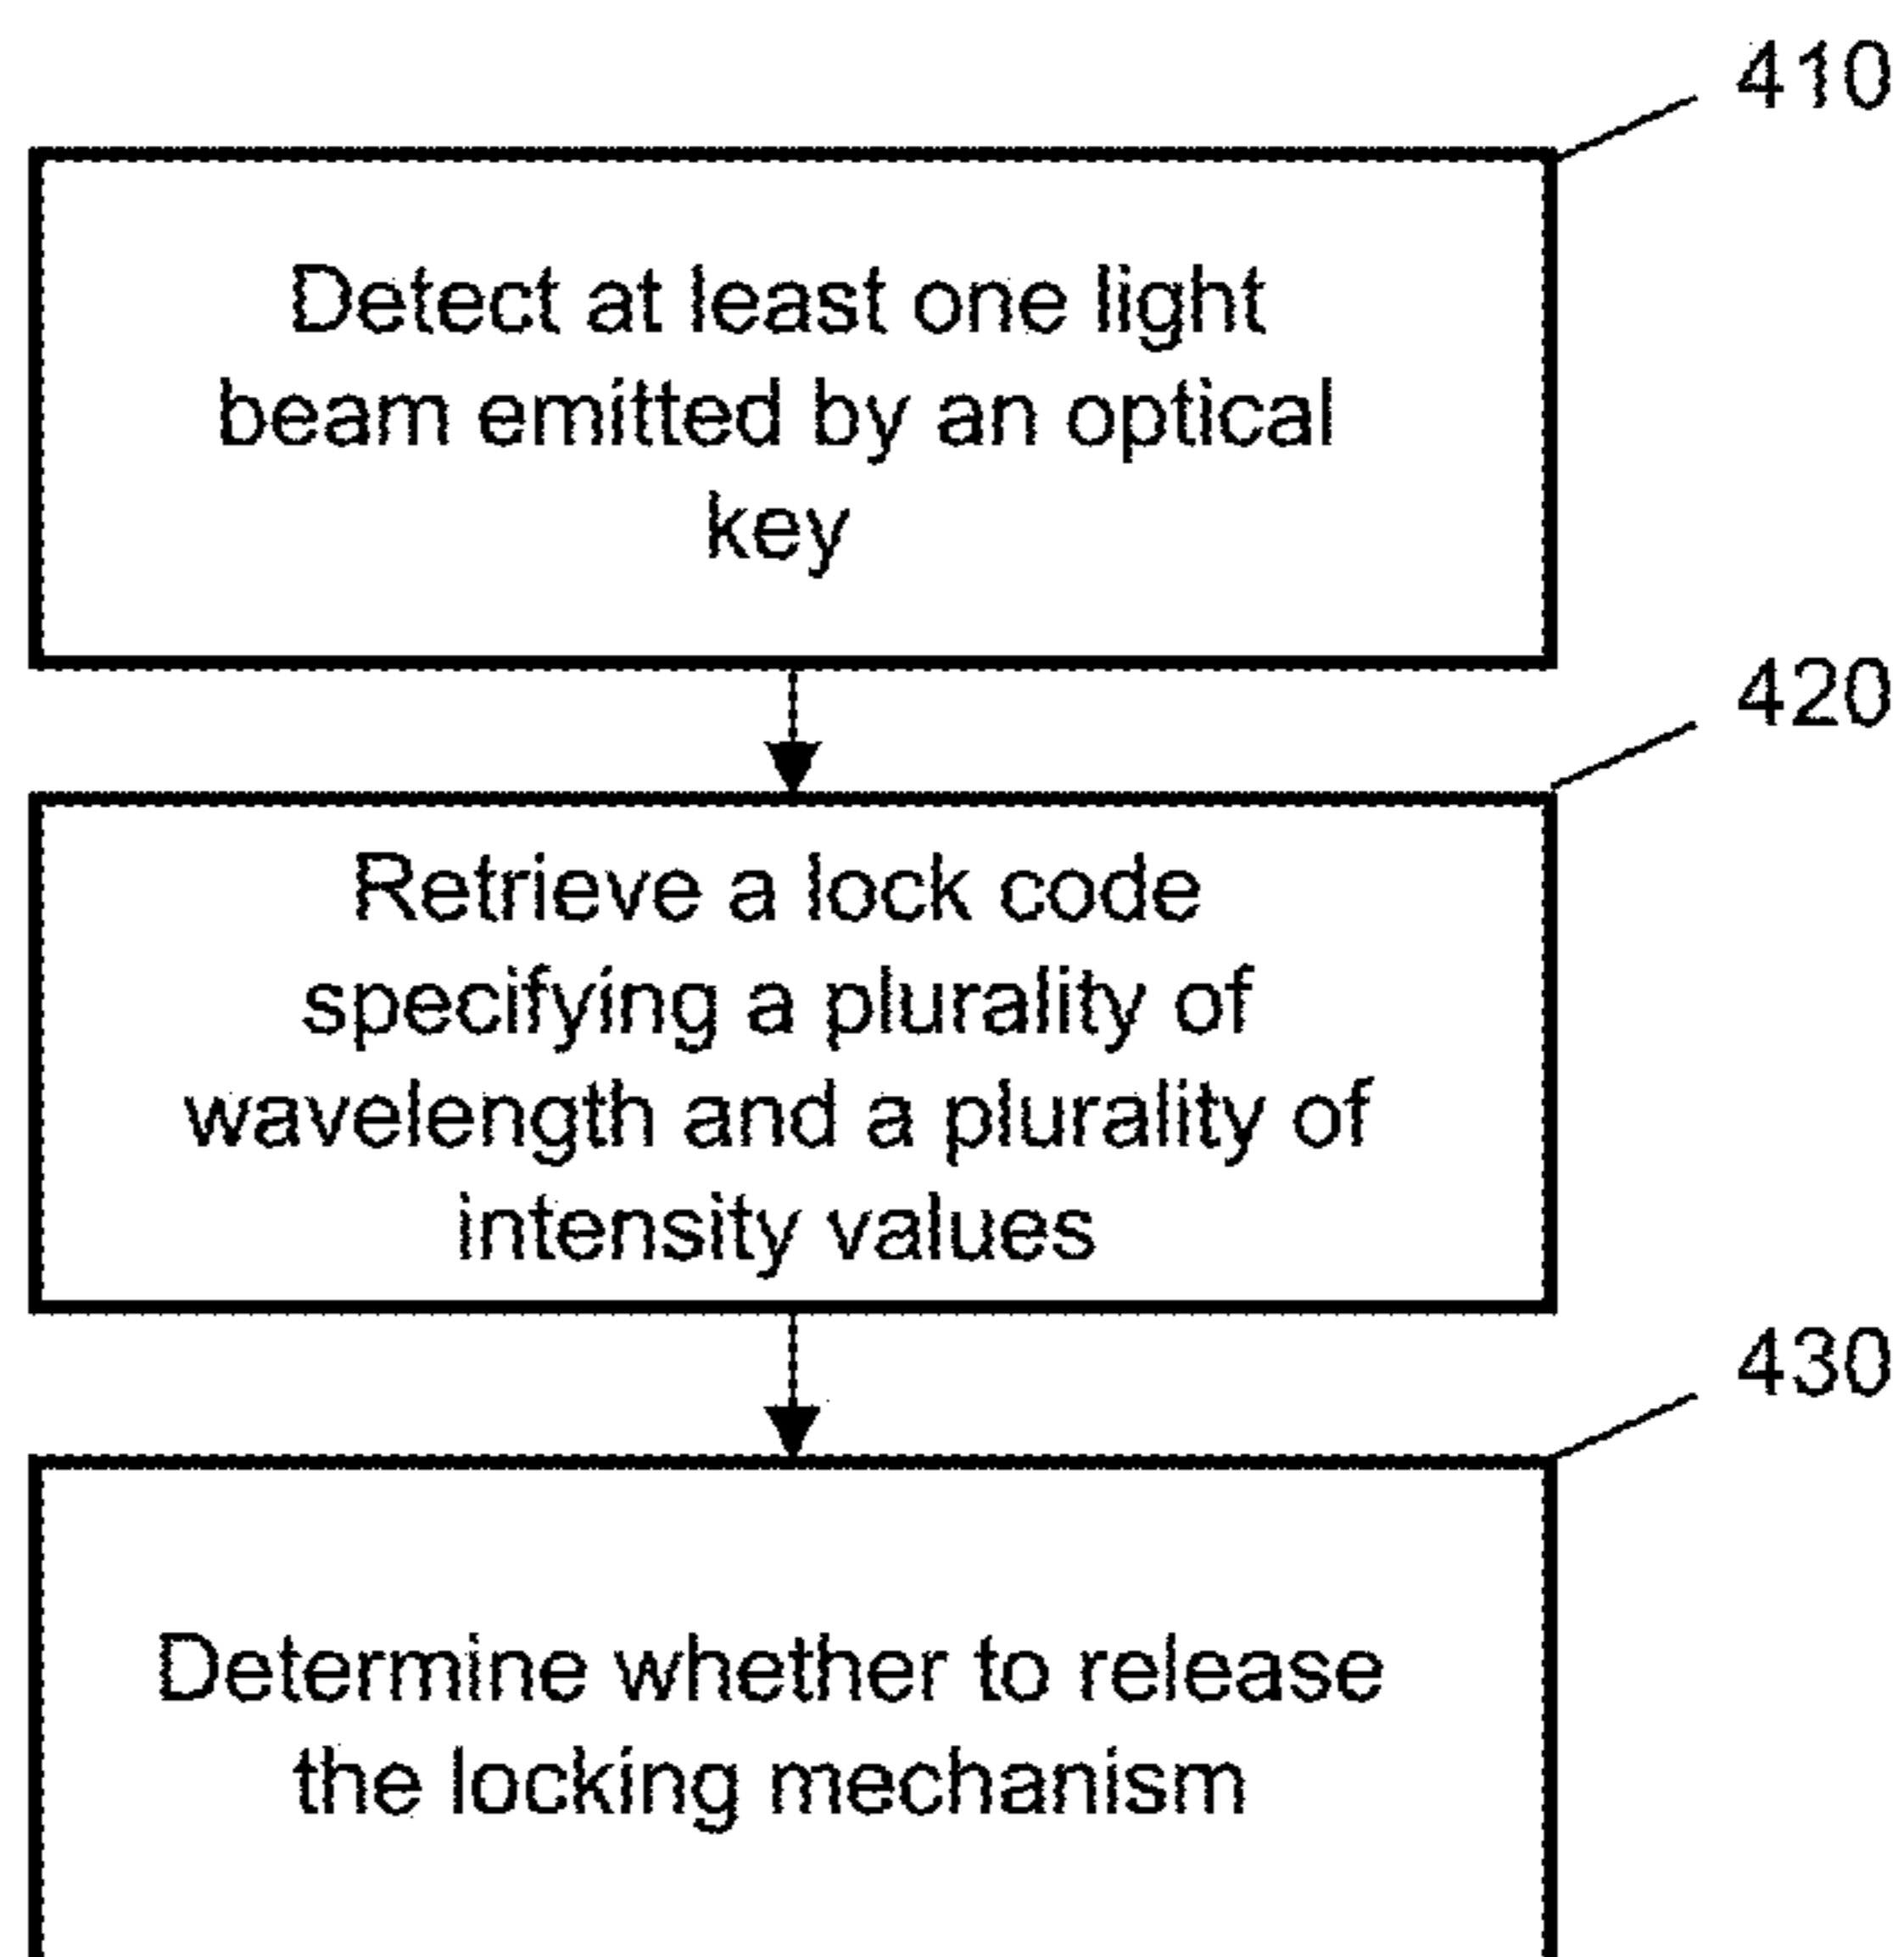 410
Detect at least one light
beam emitted by an optical
key
420
Retrieve a lock code
specifying a plurality of
wavelength and a plurality of
intensity values
430
Determine whether to release
the locking mechanism